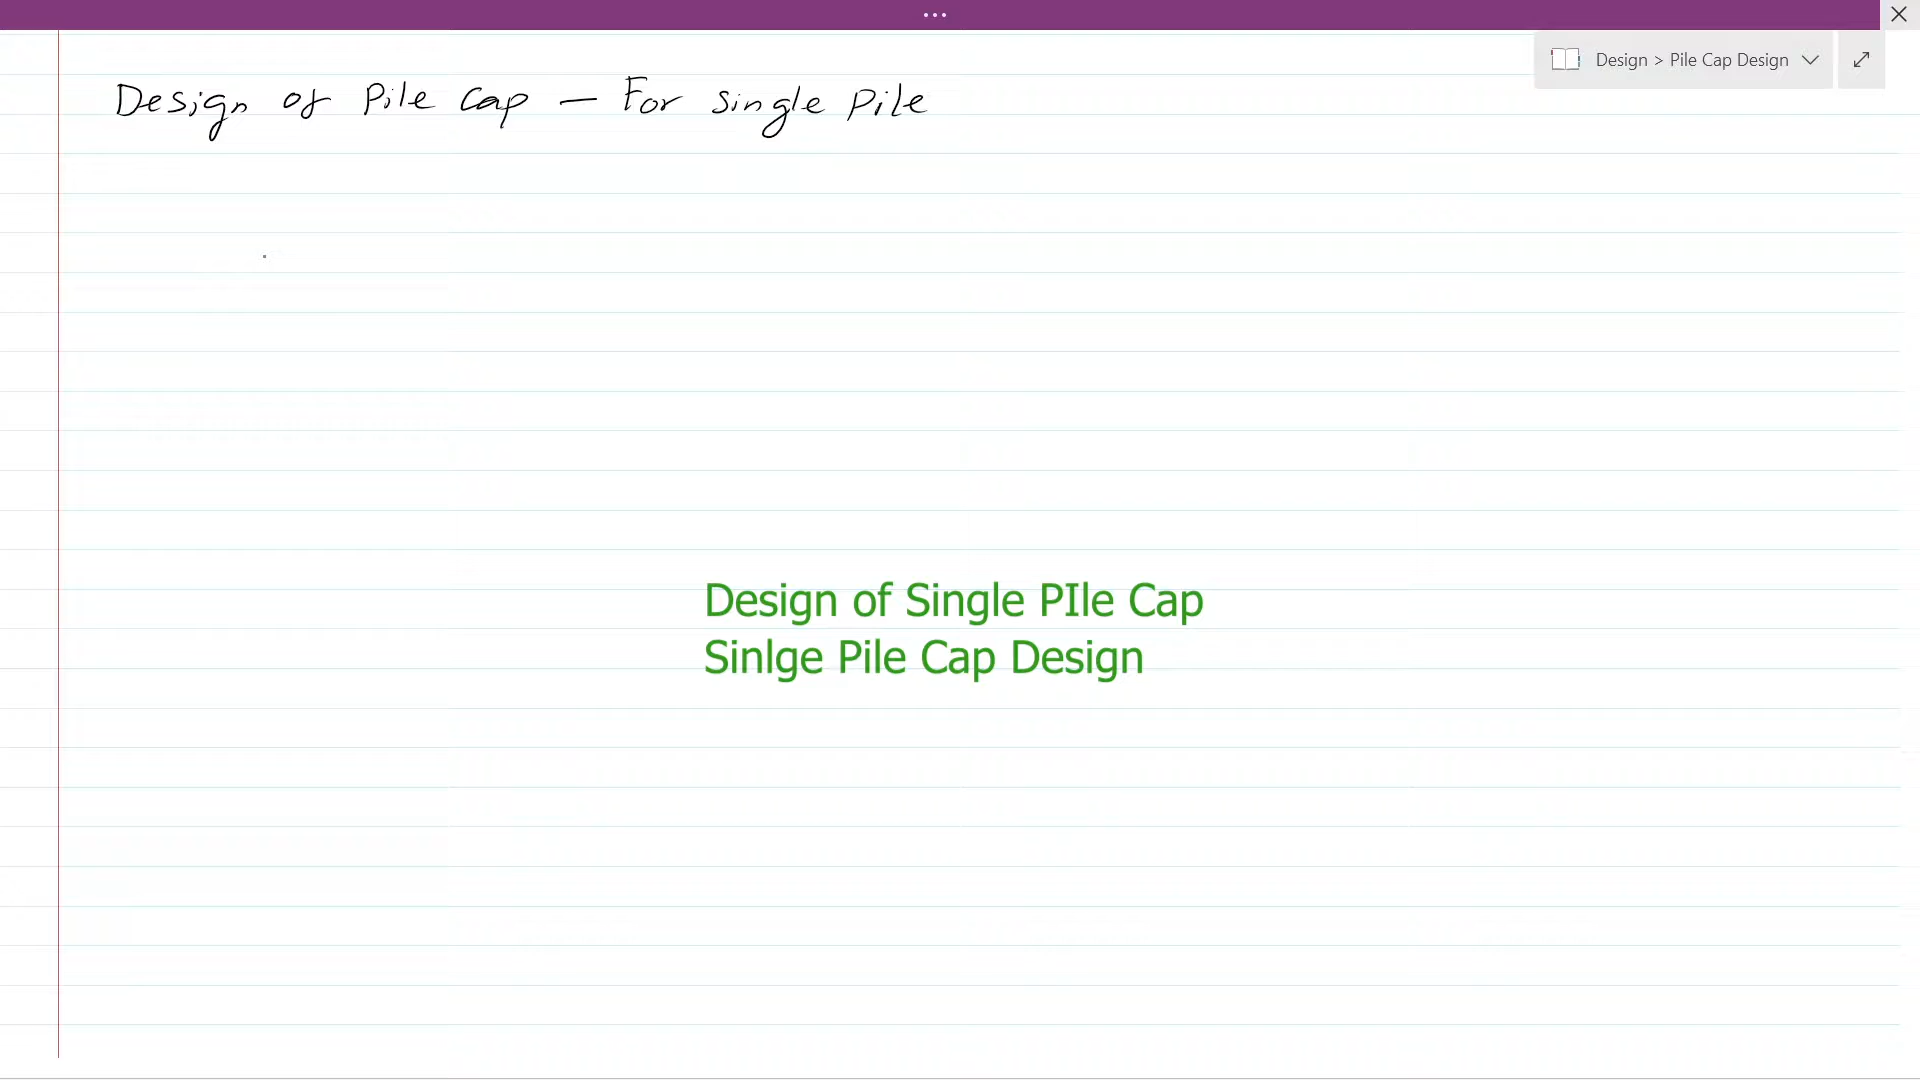 Design > Pile Cap Design
Design of Pile Cap — For single pile
Design of Single PIle Cap
Sinlge Pile Cap Design